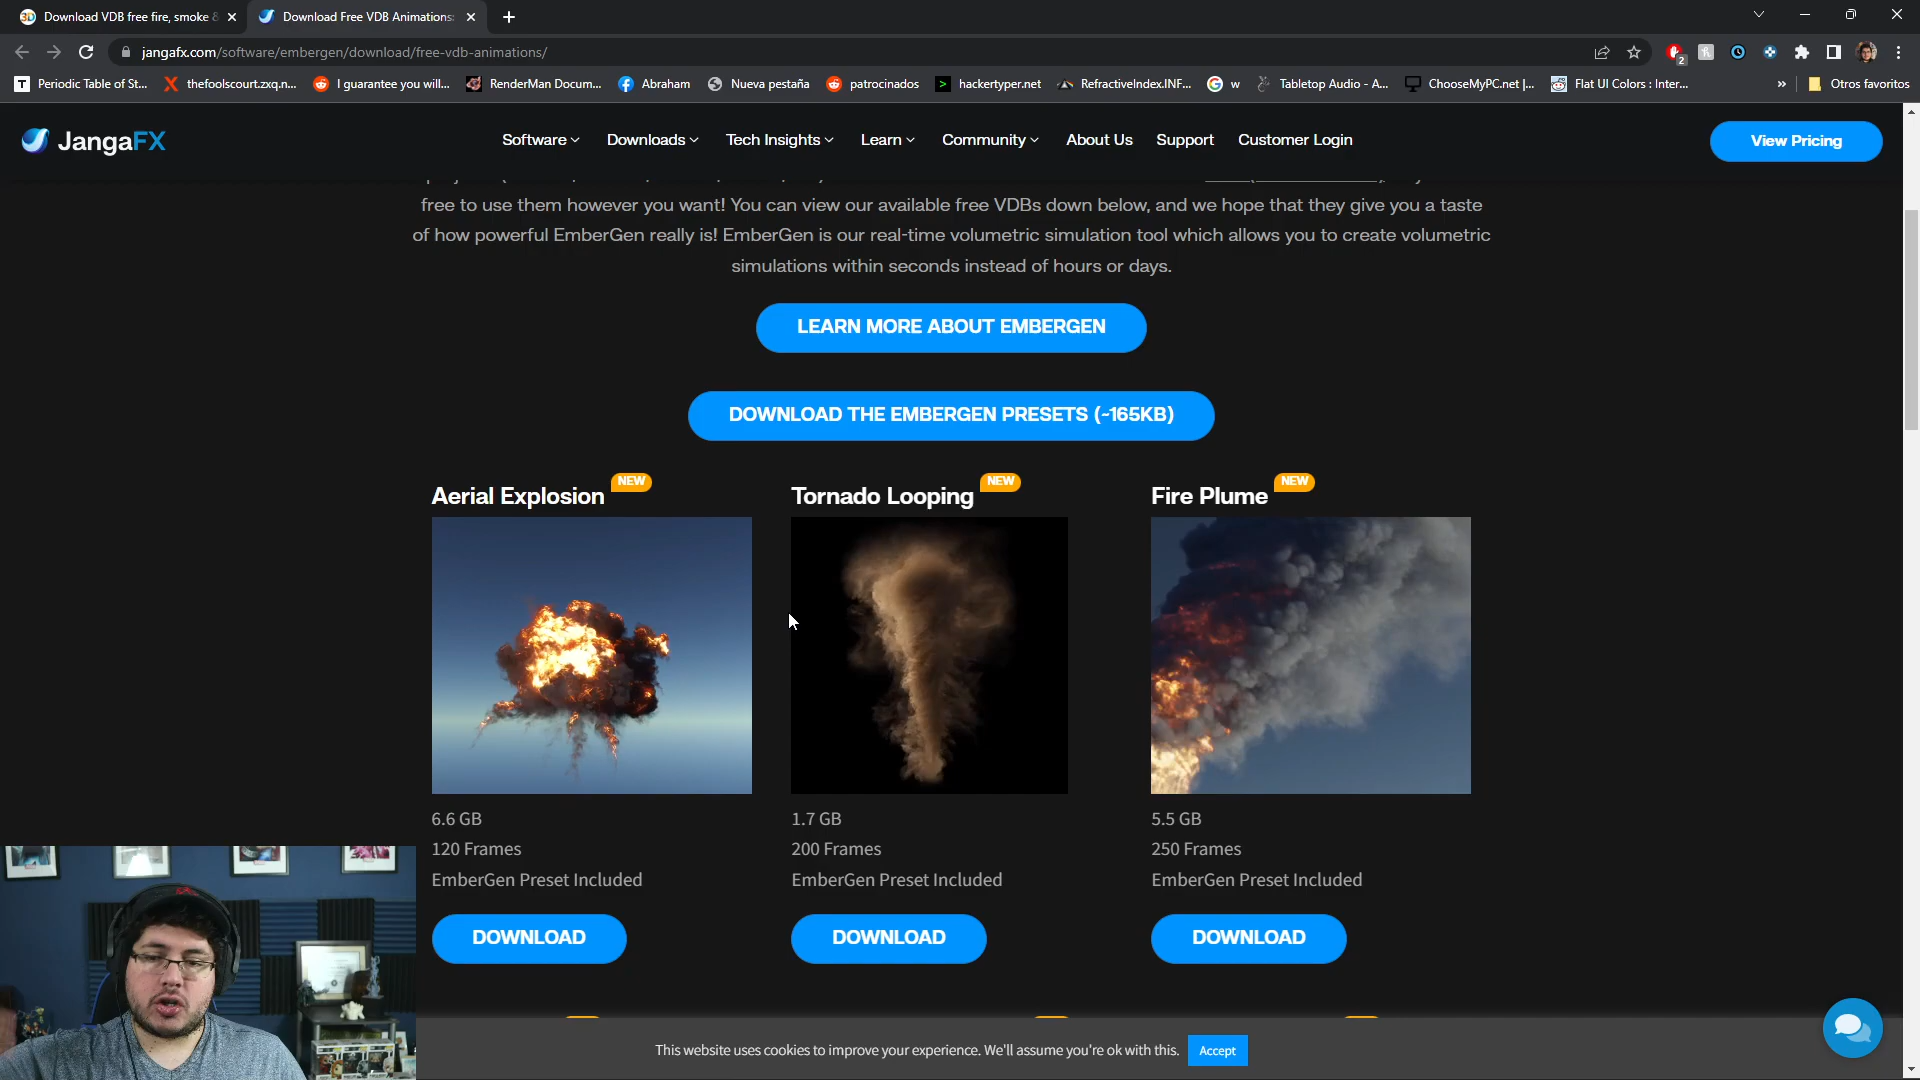 Download VDB free fire, smoke &
Download Free VDB Animations:
jangafx.com/software/embergen/download/free-vdb-animations/
2
Periodic Table of St...
thefoolscourt.zxq.n...
I guarantee you will...
RenderMan Docum...
Abraham
Nueva pestaña
patrocinados
hackertyper.net
RefractiveIndex.INF...
w
Tabletop Audio - A...
ChooseMyPC.net |...
Flat UI Colors : Inter...
»
Otros favoritos
JangaFX
Software
Downloads
Tech Insights
Learn
Community
About Us
Support
Customer Login
View Pricing
free to use them however you want! You can view our available free VDBs down below, and we hope that they give you a taste
of how powerful EmberGen really is! EmberGen is our real-time volumetric simulation tool which allows you to create volumetric
simulations within seconds instead of hours or days.
LEARN MORE ABOUT EMBERGEN
DOWNLOAD THE EMBERGEN PRESETS (~165KB)
Aerial Explosion NEW
Tornado Looping NEW
Fire Plume NEW
6.6 GB
120 Frames
EmberGen Preset Included
DOWNLOAD
1.7 GB
200 Frames
EmberGen Preset Included
DOWNLOAD
5.5 GB
250 Frames
EmberGen Preset Included
DOWNLOAD
This website uses cookies to improve your experience. We'll assume you're ok with this.
Accept